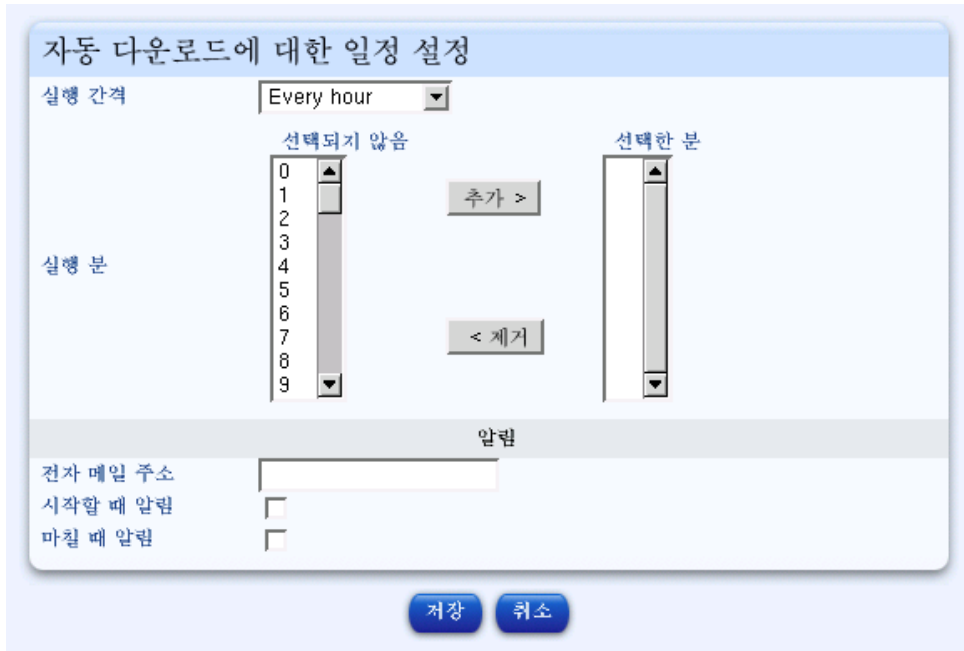 자동 다운로드에 대한 일정 설정
실행 간격 Every hour
선택되지 않음 선택한 분
실행 분
0
1
2
3
4
5
6
7
8
9
추가 >
< 제거
알림
전자 메일 주소
시작할 때 알림
마칠 때 알림
저장 취소